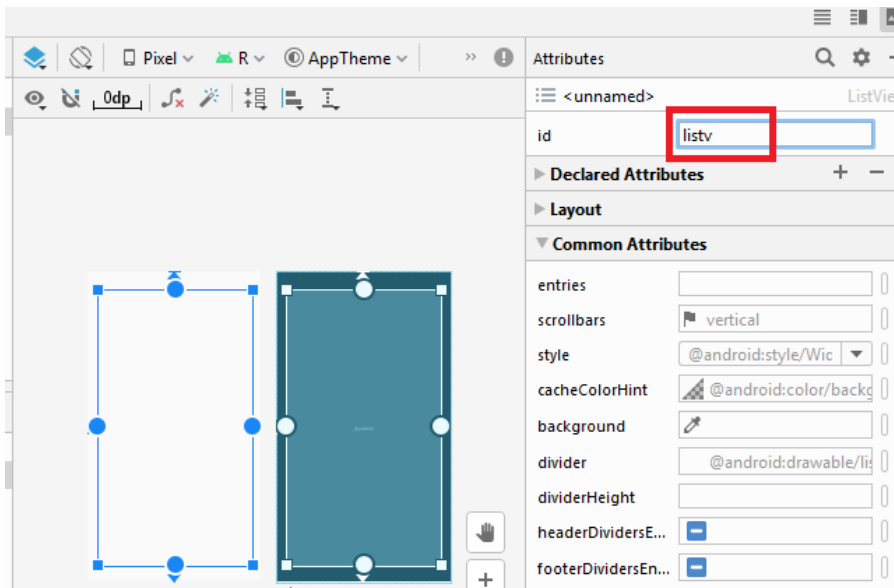 Pixel R AppTheme >> Attributes
0dp <unnamed> ListVie
id listv
Declared Attributes
Layout
Common Attributes
entries
scrollbars vertical
style @android:style/Wic
cacheColorHint @android:color/backg
background
divider @android:drawable/lis
dividerHeight
headerDividersE...
footerDividersEn...